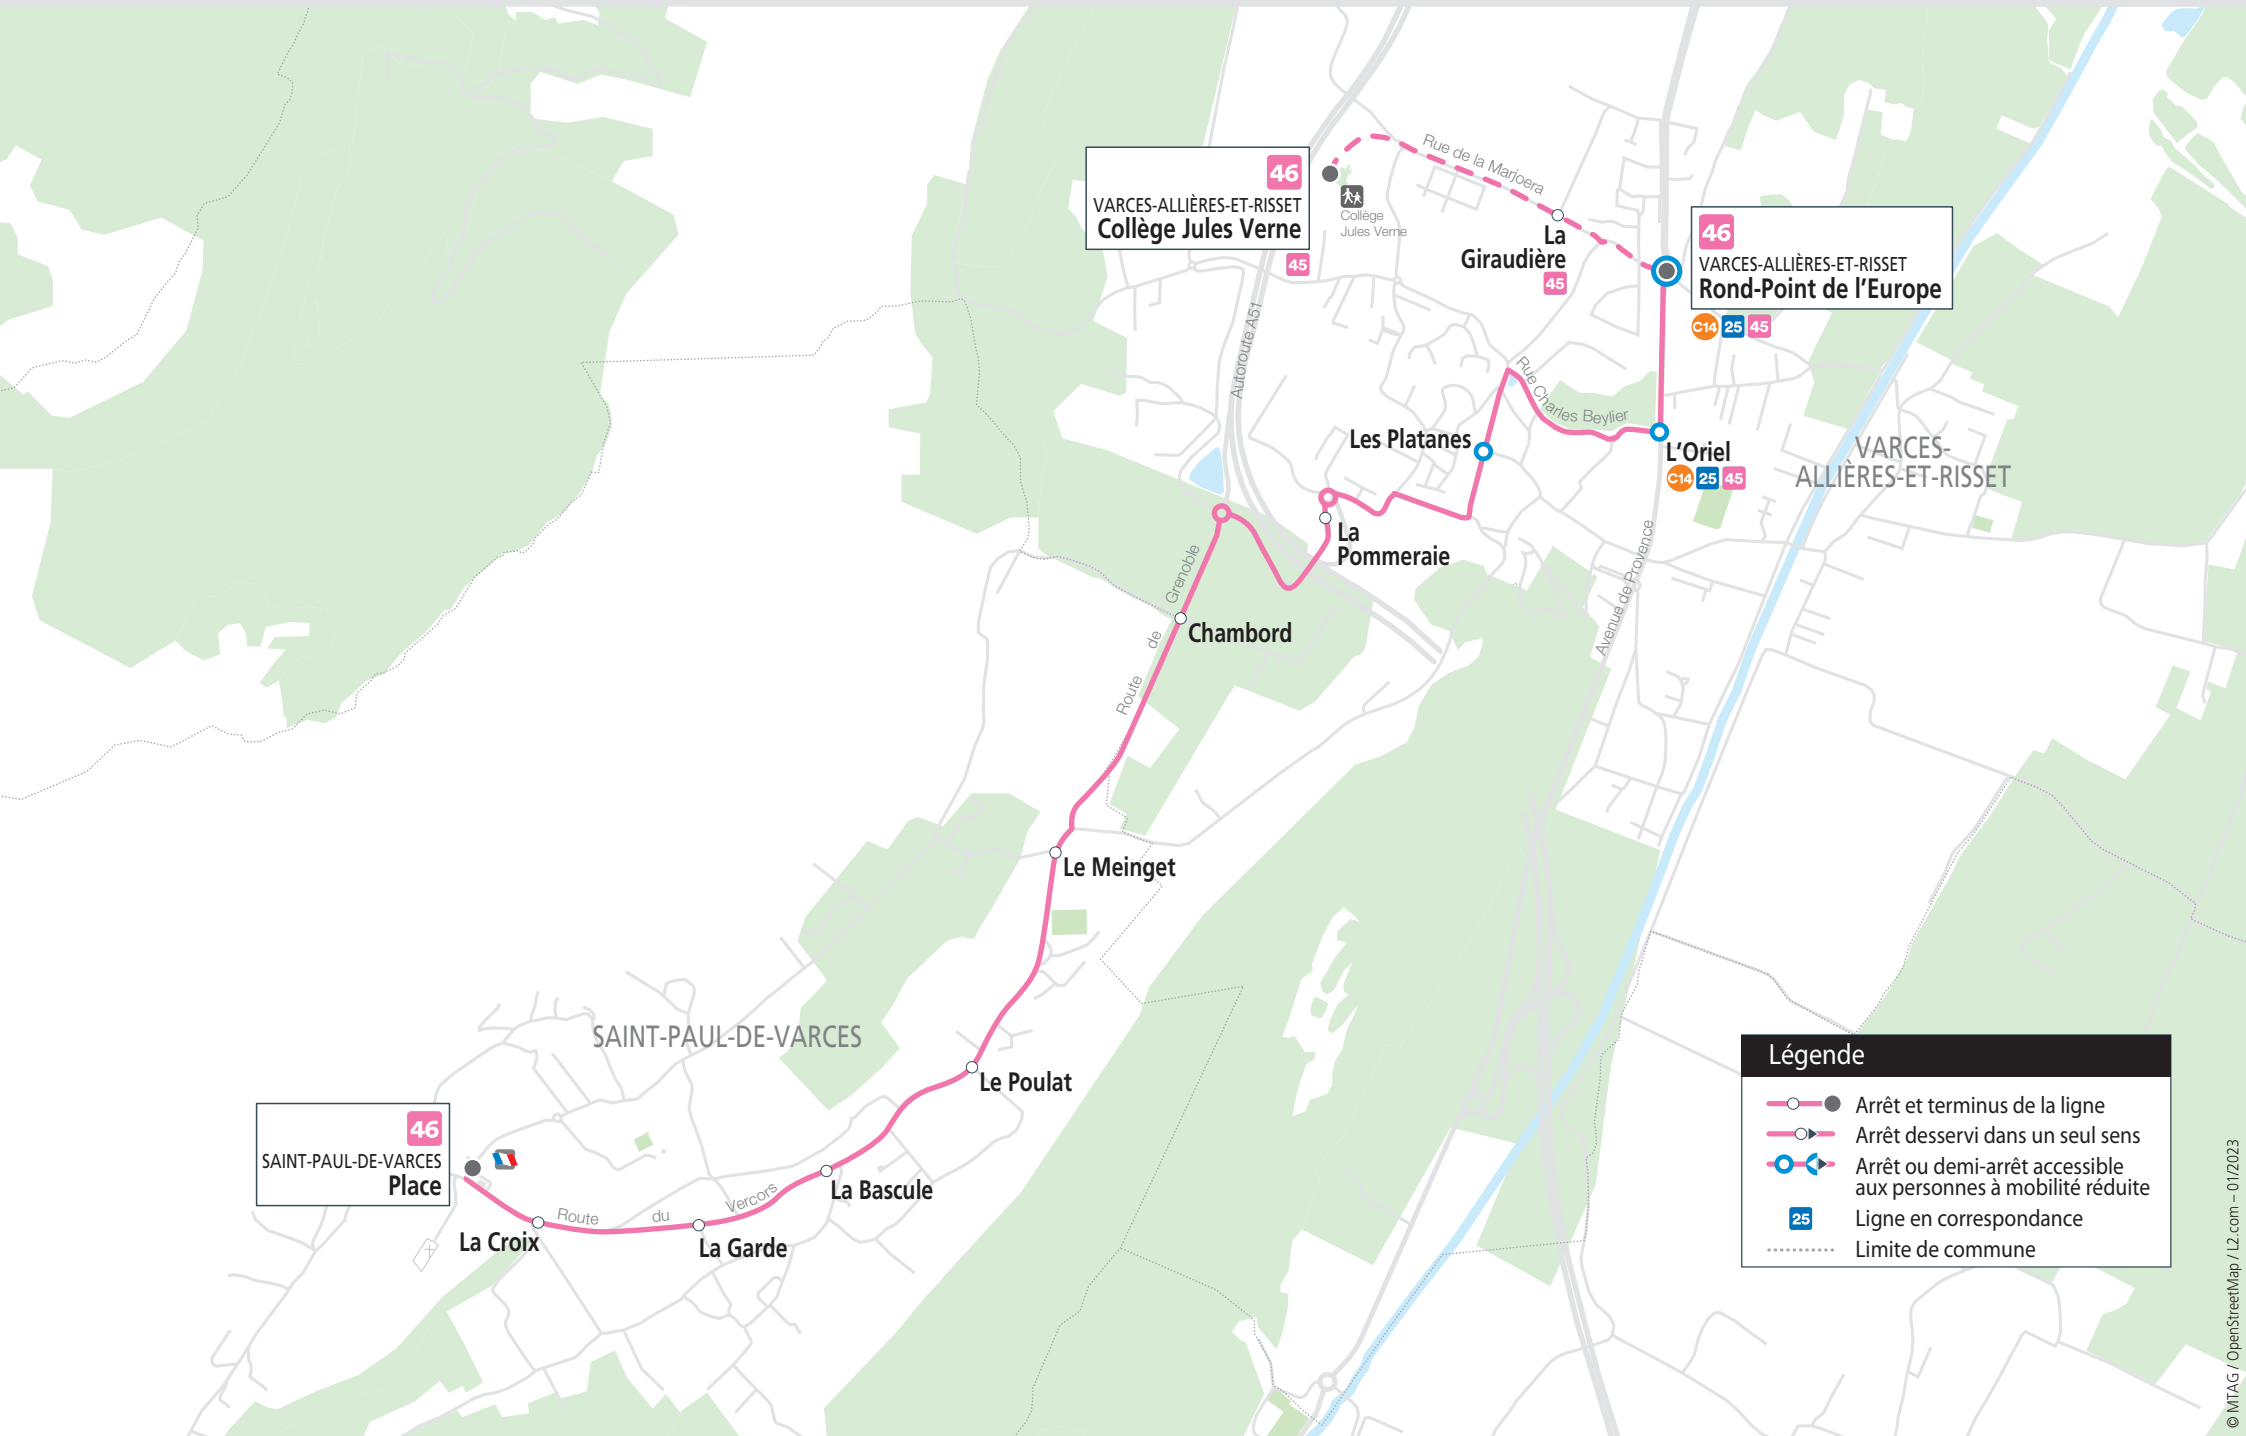 Rue de la Marjoera
46
VARCES-ALLIÈRES-ET-RISSET
Collège Jules Verne
45
Collège
Jules Verne
La
Giraudière
45
46
VARCES-ALLIÈRES-ET-RISSET
Rond-Point de l'Europe
C14 25 45
Autoroute A51
Rue Charles Beylier
Les Platanes
L'Oriel
C14 25 45
VARCES-
ALLIÈRES-ET-RISSET
La
Pommeraie
Avenue de Provence
Route de Grenoble
Chambord
Le Meinget
SAINT-PAUL-DE-VARCES
Le Poulat
46
SAINT-PAUL-DE-VARCES
Place
La Croix
Route du Vercors
La Garde
La Bascule
Légende
Arrêt et terminus de la ligne
Arrêt desservi dans un seul sens
Arrêt ou demi-arrêt accessible
aux personnes à mobilité réduite
25 Ligne en correspondance
Limite de commune
© MTAG / OpenStreetMap / L2.com – 01/2023